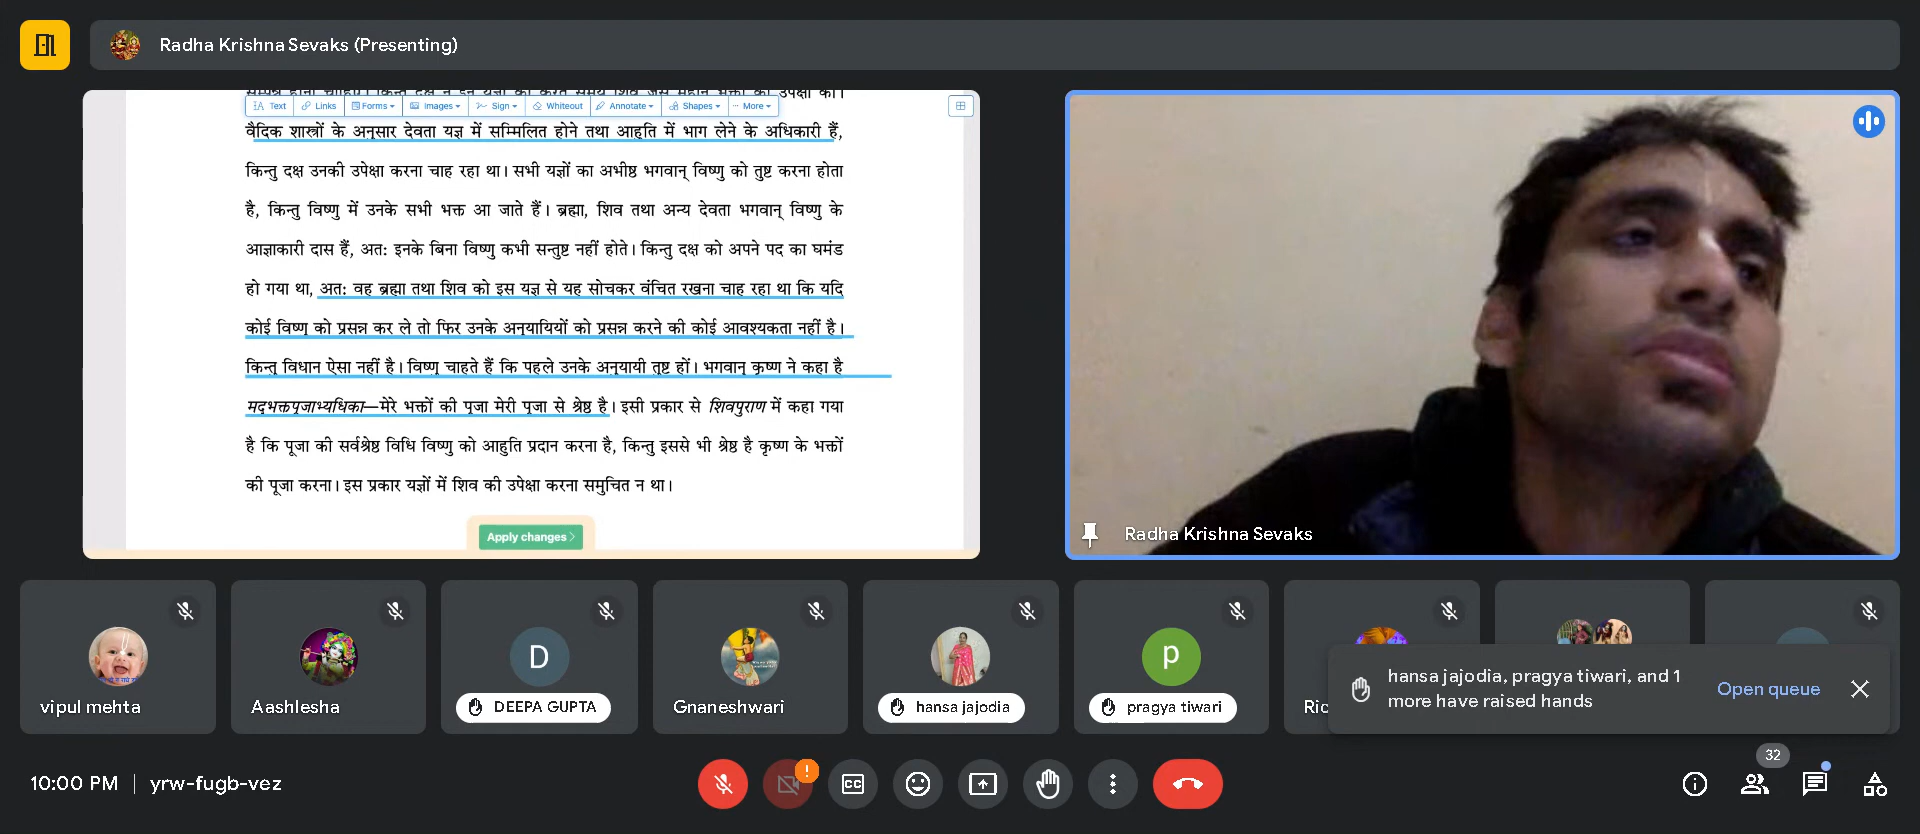 Radha Krishna Sevaks (Presenting)
Text Links Forms Images Sign Whiteout Annotate Shapes More
वैदिक शास्त्रों के अनुसार देवता यज्ञ में सम्मिलित होने तथा आहुति में भाग लेने के अधिकारी हैं,
किन्तु दक्ष उनकी उपेक्षा करना चाह रहा था। सभी यज्ञों का अभीष्ठ भगवान् विष्णु को तुष्ट करना होता
है, किन्तु विष्णु में उनके सभी भक्त आ जाते हैं। ब्रह्मा, शिव तथा अन्य देवता भगवान् विष्णु के
आज्ञाकारी दास हैं, अतः इनके बिना विष्णु कभी सन्तुष्ट नहीं होते। किन्तु दक्ष को अपने पद का घमंड
हो गया था, अतः वह ब्रह्मा तथा शिव को इस यज्ञ से यह सोचकर वंचित रखना चाह रहा था कि यदि
कोई विष्णु को प्रसन्न कर ले तो फिर उनके अनुयायियों को प्रसन्न करने की कोई आवश्यकता नहीं है।
किन्तु विधान ऐसा नहीं है। विष्णु चाहते हैं कि पहले उनके अनुयायी तुष्ट हों। भगवान् कृष्ण ने कहा है
मद्भक्तपूजाभ्यधिका—मेरे भक्तों की पूजा मेरी पूजा से श्रेष्ठ है। इसी प्रकार से शिवपुराण में कहा गया
है कि पूजा की सर्वश्रेष्ठ विधि विष्णु को आहुति प्रदान करना है, किन्तु इससे भी श्रेष्ठ है कृष्ण के भक्तों
की पूजा करना। इस प्रकार यज्ञों में शिव की उपेक्षा करना समुचित न था।
Apply changes
Radha Krishna Sevaks
vipul mehta
Aashlesha
D
DEEPA GUPTA
Gnaneshwari
hansa jajodia
p
pragya tiwari
Ric
hansa jajodia, pragya tiwari, and 1
more have raised hands
Open queue
10:00 PM | yrw-fugb-vez
CC
32